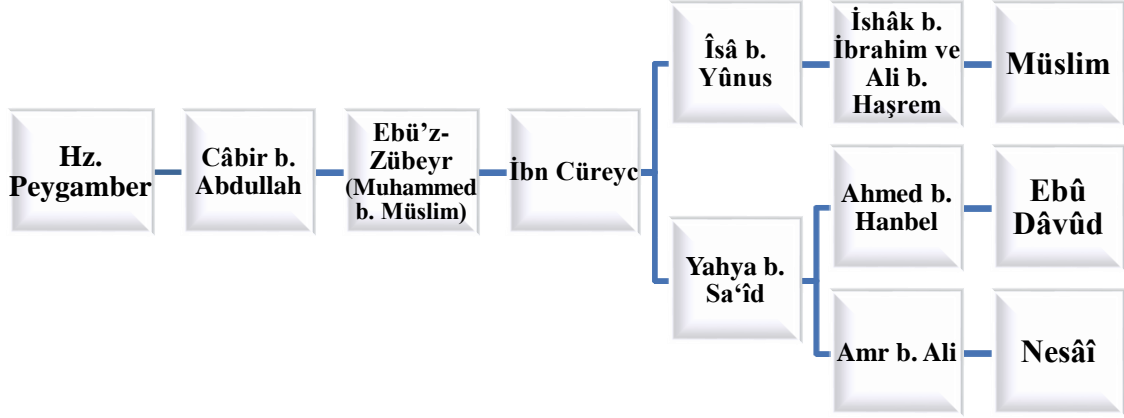 Hz.
Peygamber
Câbir b.
Abdullah
Ebü’z-
Zübeyr
(Muhammed
b. Müslim)
İbn Cüreyc
Îsâ b.
Yûnus
İshâk b.
İbrahim ve
Ali b.
Haşrem
Müslim
Yahya b.
Sa‘îd
Ahmed b.
Hanbel
Ebû
Dâvûd
Amr b. Ali
Nesâî